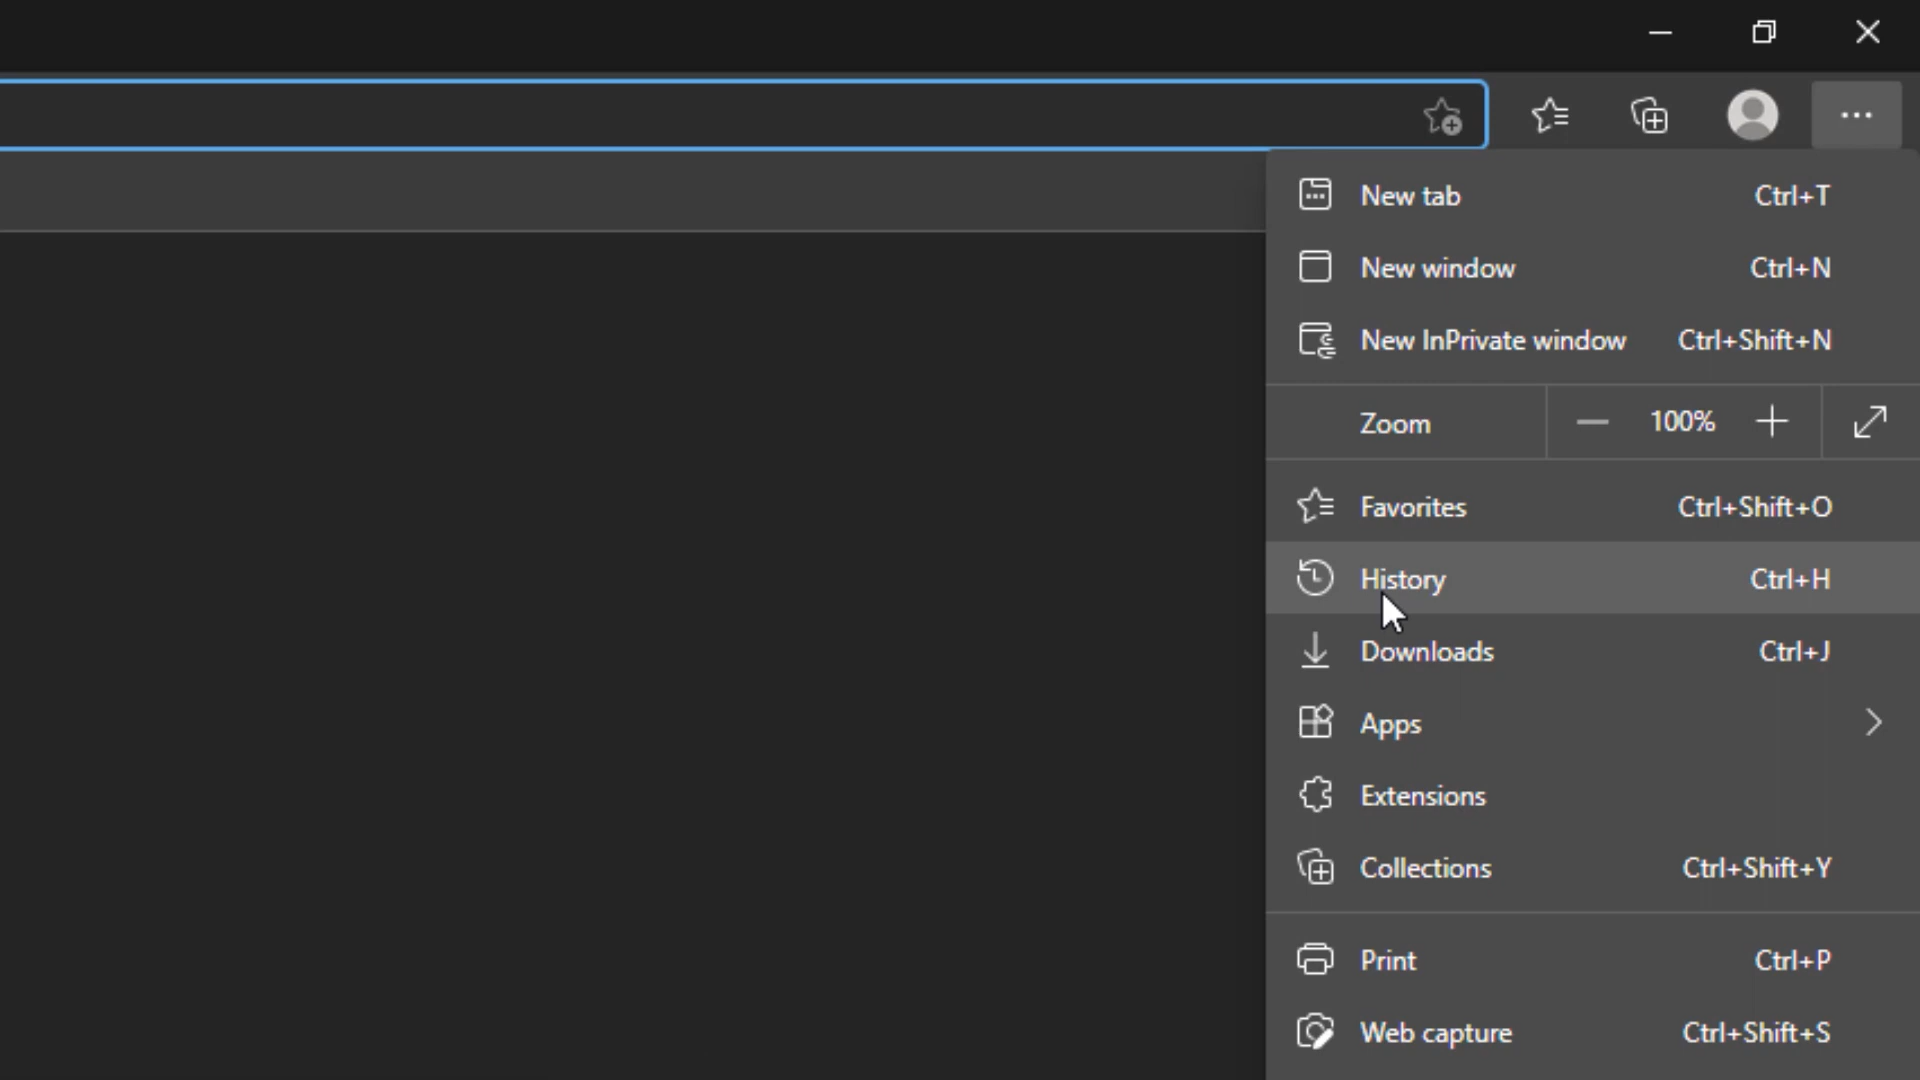 New tab Ctrl+T
New window Ctrl+N
New InPrivate window Ctrl+Shift+N
Zoom 100%
Favorites Ctrl+Shift+O
History Ctrl+H
Downloads Ctrl+J
Apps
Extensions
Collections Ctrl+Shift+Y
Print Ctrl+P
Web capture Ctrl+Shift+S